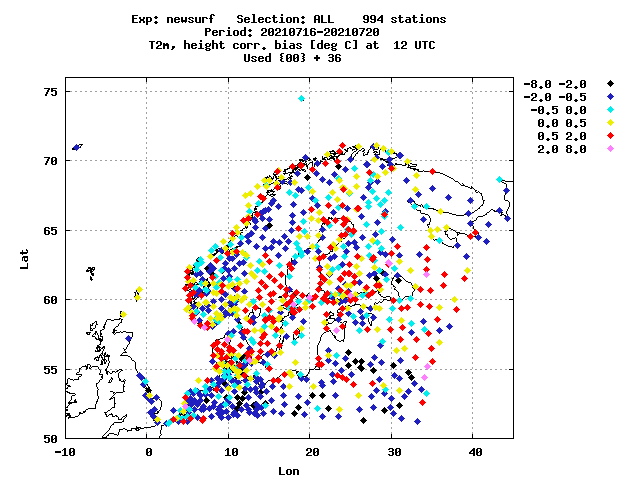 Exp: newsurf   Selection: ALL    994 stations
Period: 20210716-20210720
T2m, height corr. bias [deg C] at  12 UTC
Used {00} + 36
-8.0 -2.0
-2.0 -0.5
-0.5 0.0
0.0 0.5
0.5 2.0
2.0 8.0
75
70
65
60
55
50
Lat
-10 0 10 20 30 40
Lon